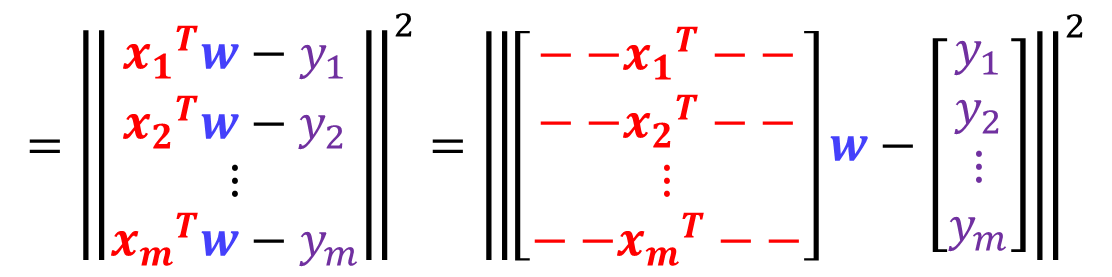 = ‖ x₁ᵀw − y₁ ‖² = ‖ [ − − x₁ᵀ − − ] w − [ y₁ ] ‖²
x₂ᵀw − y₂ − − x₂ᵀ − − y₂
⋮ ⋮ ⋮
xₘᵀw − yₘ − − xₘᵀ − − yₘ